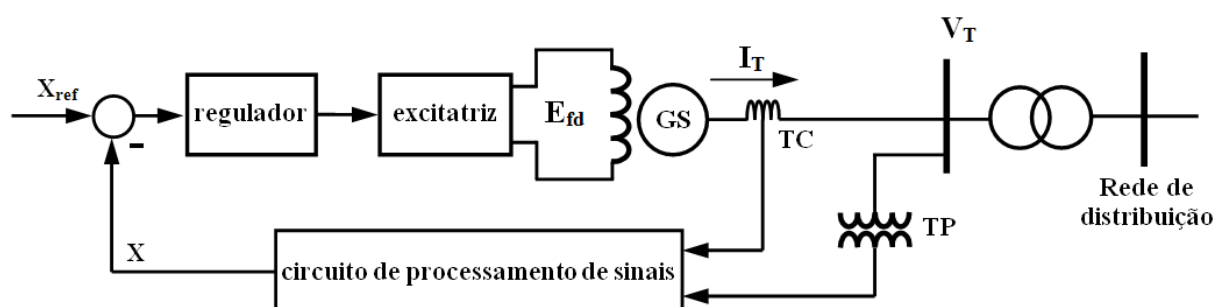 V_T
I_T
X_ref
regulador
excitatriz
E_fd
GS
TC
-
Rede de
distribuição
TP
X
circuito de processamento de sinais